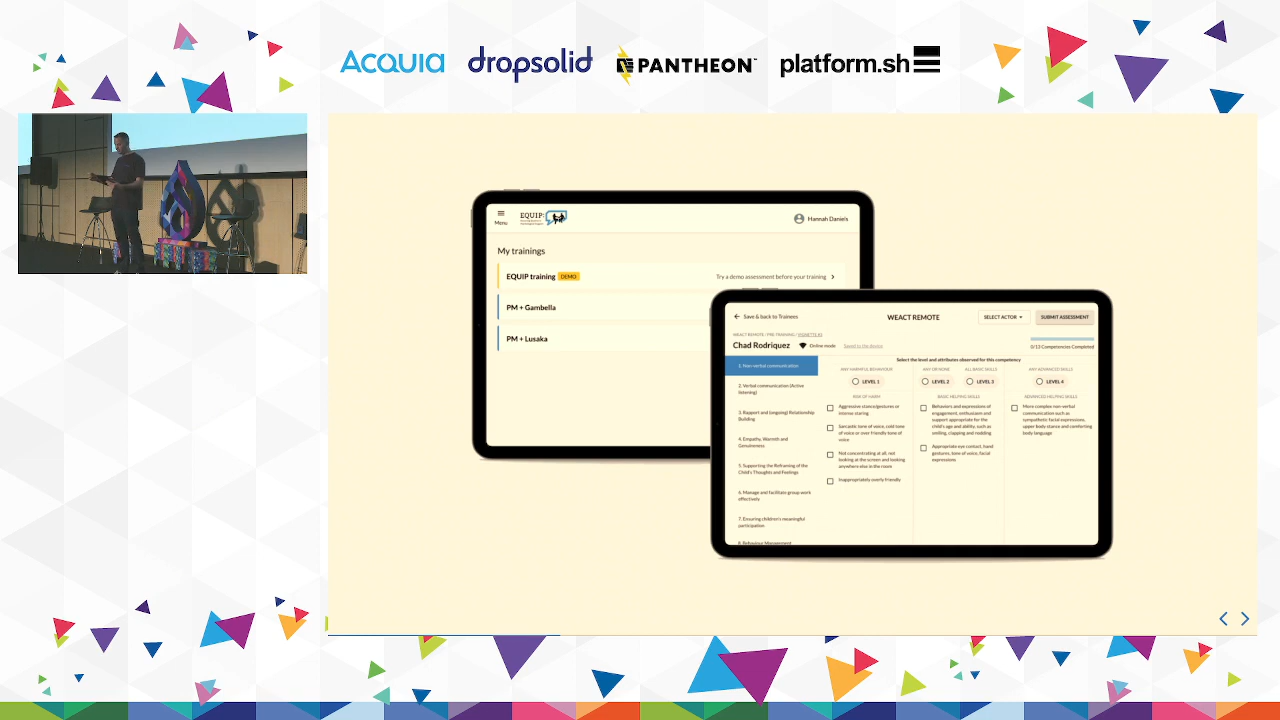 ACQUIA dropsolid PANTHEON platform.sh
Menu
EQUIP:
Hannah Daniels
My trainings
EQUIP training DEMO
Try a demo assessment before your training
PM + Gambella
PM + Lusaka
Save & back to Trainees
WEACT REMOTE
SELECT ACTOR
SUBMIT ASSESSMENT
WEACT REMOTE / PRE-TRAINING / VIGNETTE #3
Chad Rodriquez
Online mode
Saved to the device
0/13 Competencies Completed
Select the level and attributes observed for this competency
1. Non-verbal communication
2. Verbal communication (Active
listening)
3. Rapport and (ongoing) Relationship
Building
4. Empathy, Warmth and
Genuineness
5. Supporting the Reframing of the
Child's Thoughts and Feelings
6. Manage and facilitate group work
effectively
7. Ensuring children's meaningful
participation
8. Behaviour Management
ANY HARMFUL BEHAVIOUR
LEVEL 1
RISK OF HARM
Aggressive stance/gestures or
intense staring
Sarcastic tone of voice, cold tone
of voice or over friendly tone of
voice
Not concentrating at all, not
looking at the screen and looking
anywhere else in the room
Inappropriately overly friendly
ANY OR NONE
LEVEL 2
ALL BASIC SKILLS
LEVEL 3
BASIC HELPING SKILLS
Behaviors and expressions of
engagement, enthusiasm and
support appropriate for the
child's age and ability, such as
smiling, clapping and nodding
Appropriate eye contact, hand
gestures, tone of voice, facial
expressions
ANY ADVANCED SKILLS
LEVEL 4
ADVANCED HELPING SKILLS
More complex non-verbal
communication such as
sympathetic facial expressions,
upper body stance and comforting
body language